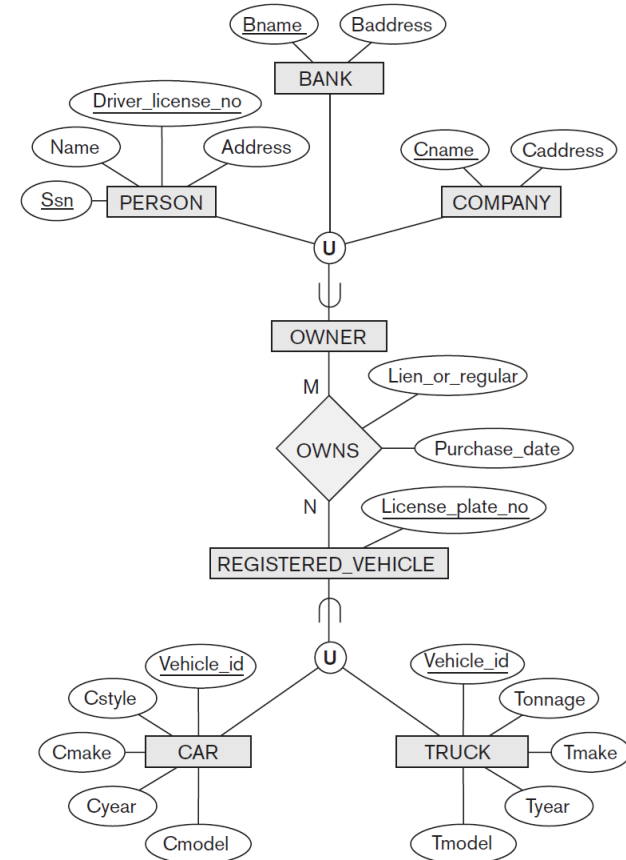 Bname
Baddress
BANK
Driver_license_no
Name
Address
Cname
Caddress
Ssn
PERSON
COMPANY
U
OWNER
M
Lien_or_regular
OWNS
Purchase_date
N
License_plate_no
REGISTERED_VEHICLE
U
Vehicle_id
Vehicle_id
Cstyle
Tonnage
Cmake
CAR
TRUCK
Tmake
Cyear
Tyear
Cmodel
Tmodel